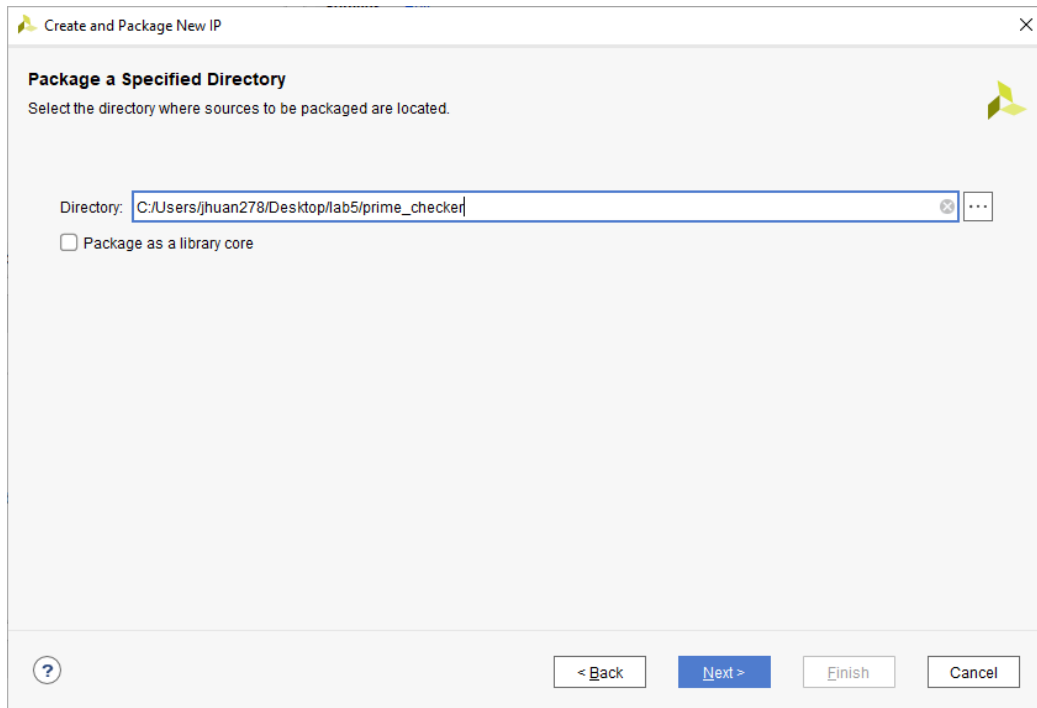 Create and Package New IP
Package a Specified Directory
Select the directory where sources to be packaged are located.
Directory: C:/Users/jhuan278/Desktop/lab5/prime_checker ...
Package as a library core
? < Back Next > Finish Cancel